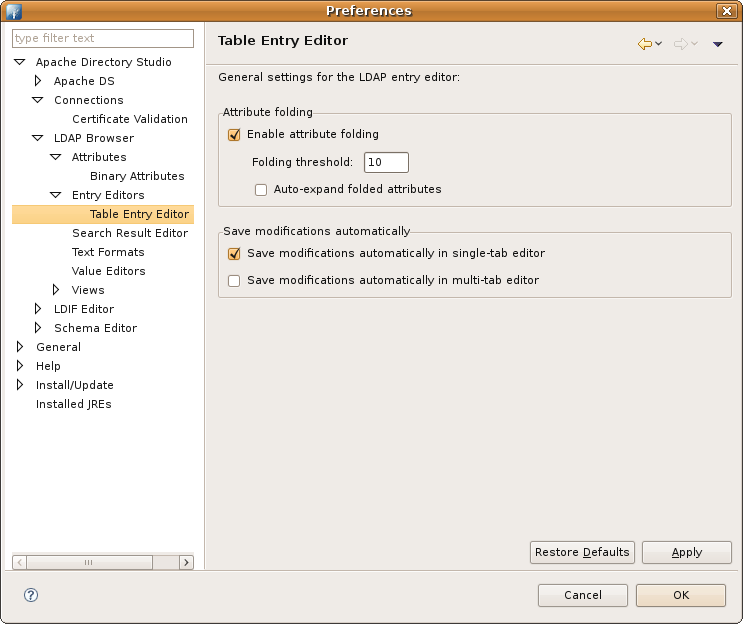 Preferences
type filter text
Apache Directory Studio
Apache DS
Connections
Certificate Validation
LDAP Browser
Attributes
Binary Attributes
Entry Editors
Table Entry Editor
Search Result Editor
Text Formats
Value Editors
Views
LDIF Editor
Schema Editor
General
Help
Install/Update
Installed JREs
Table Entry Editor
General settings for the LDAP entry editor:
Attribute folding
Enable attribute folding
Folding threshold: 10
Auto-expand folded attributes
Save modifications automatically
Save modifications automatically in single-tab editor
Save modifications automatically in multi-tab editor
Restore Defaults Apply
? Cancel OK